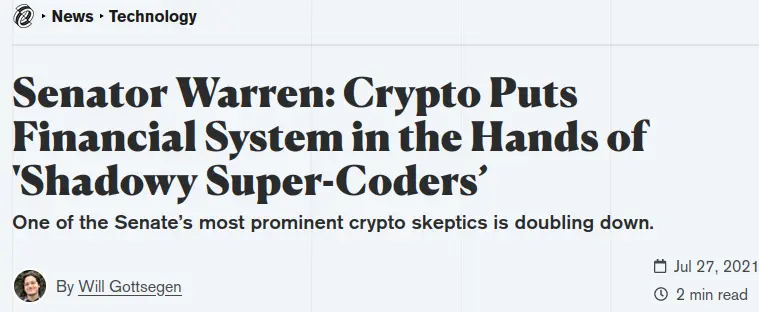 News ‣ Technology
Senator Warren: Crypto Puts
Financial System in the Hands of
'Shadowy Super-Coders’
One of the Senate’s most prominent crypto skeptics is doubling down.
By Will Gottsegen
Jul 27, 2021
2 min read